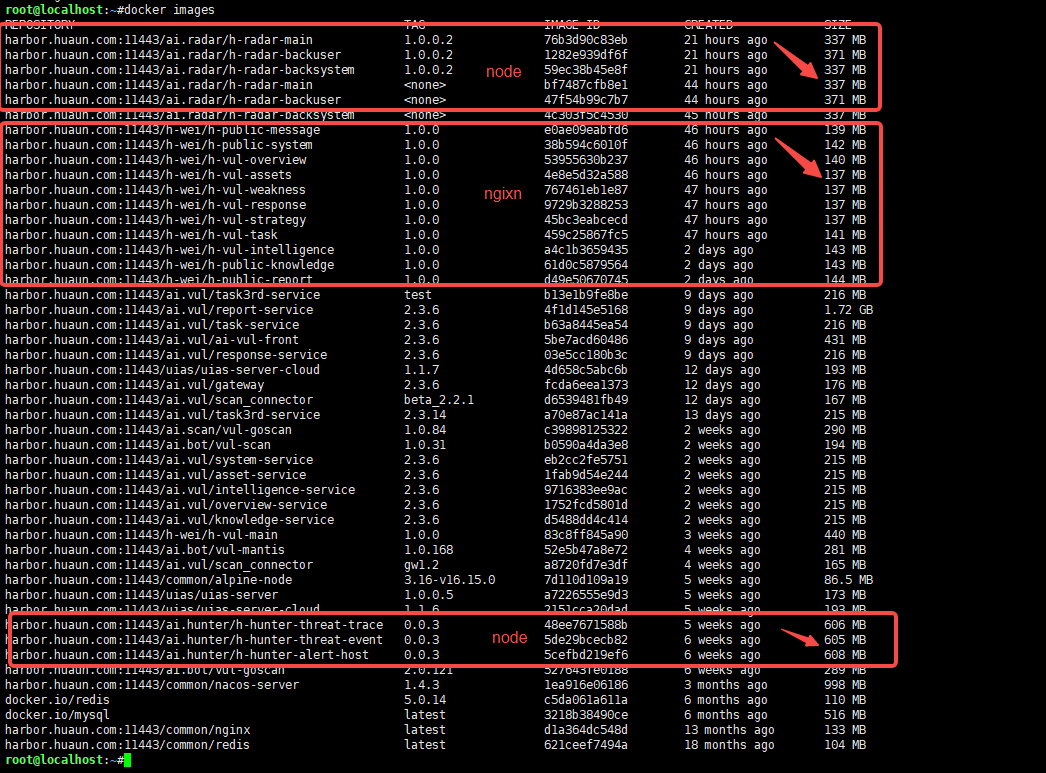 root@localhost:~#docker images
REPOSITORY TAG IMAGE ID CREATED SIZE
harbor.huaun.com:11443/ai.radar/h-radar-main 1.0.0.2 76b3d90c83eb 21 hours ago 337 MB
harbor.huaun.com:11443/ai.radar/h-radar-backuser 1.0.0.2 1282e939df6f 21 hours ago 371 MB
harbor.huaun.com:11443/ai.radar/h-radar-backsystem 1.0.0.2 59ec38b45e8f 21 hours ago 337 MB
node
harbor.huaun.com:11443/ai.radar/h-radar-main <none> bf7487cfb8e1 44 hours ago 337 MB
harbor.huaun.com:11443/ai.radar/h-radar-backuser <none> 47f54b99c7b7 44 hours ago 371 MB
harbor.huaun.com:11443/ai.radar/h-radar-backsystem <none> 4c303f5c4530 45 hours ago 337 MB
harbor.huaun.com:11443/h-wei/h-public-message 1.0.0 e0ae09eabfd6 46 hours ago 139 MB
harbor.huaun.com:11443/h-wei/h-public-system 1.0.0 38b594c6010f 46 hours ago 142 MB
harbor.huaun.com:11443/h-wei/h-vul-overview 1.0.0 53955630b237 46 hours ago 140 MB
harbor.huaun.com:11443/h-wei/h-vul-assets 1.0.0 4e8e5d32a588 46 hours ago 137 MB
harbor.huaun.com:11443/h-wei/h-vul-weakness 1.0.0 767461eb1e87 47 hours ago 137 MB
ngixn
harbor.huaun.com:11443/h-wei/h-vul-response 1.0.0 9729b3288253 47 hours ago 137 MB
harbor.huaun.com:11443/h-wei/h-vul-strategy 1.0.0 45bc3eabcecd 47 hours ago 137 MB
harbor.huaun.com:11443/h-wei/h-vul-task 1.0.0 459c25867fc5 47 hours ago 141 MB
harbor.huaun.com:11443/h-wei/h-vul-intelligence 1.0.0 a4c1b3659435 2 days ago 143 MB
harbor.huaun.com:11443/h-wei/h-public-knowledge 1.0.0 61d0c5879564 2 days ago 143 MB
harbor.huaun.com:11443/h-wei/h-public-report 1.0.0 d49e50670745 2 days ago 144 MB
harbor.huaun.com:11443/ai.vul/task3rd-service test b13e1b9fe8be 9 days ago 216 MB
harbor.huaun.com:11443/ai.vul/report-service 2.3.6 4f1d145e5168 9 days ago 1.72 GB
harbor.huaun.com:11443/ai.vul/task-service 2.3.6 b63a8445ea54 9 days ago 216 MB
harbor.huaun.com:11443/ai.vul/ai-vul-front 2.3.6 5be7acd60486 9 days ago 431 MB
harbor.huaun.com:11443/ai.vul/response-service 2.3.6 03e5cc180b3c 9 days ago 216 MB
harbor.huaun.com:11443/uias/uias-server-cloud 1.1.7 4d658c5abc6b 12 days ago 193 MB
harbor.huaun.com:11443/ai.vul/gateway 2.3.6 fcda6eea1373 12 days ago 176 MB
harbor.huaun.com:11443/ai.vul/scan_connector beta_2.2.1 d6539481fb49 12 days ago 167 MB
harbor.huaun.com:11443/ai.vul/task3rd-service 2.3.14 a70e87ac141a 13 days ago 215 MB
harbor.huaun.com:11443/ai.scan/vul-goscan 1.0.84 c39898125322 2 weeks ago 290 MB
harbor.huaun.com:11443/ai.bot/vul-scan 1.0.31 b0590a4da3e8 2 weeks ago 194 MB
harbor.huaun.com:11443/ai.vul/system-service 2.3.6 eb2cc2fe5751 2 weeks ago 215 MB
harbor.huaun.com:11443/ai.vul/asset-service 2.3.6 1fab9d54e244 2 weeks ago 215 MB
harbor.huaun.com:11443/ai.vul/intelligence-service 2.3.6 9716383ee9ac 2 weeks ago 215 MB
harbor.huaun.com:11443/ai.vul/overview-service 2.3.6 1752fcd5801d 2 weeks ago 215 MB
harbor.huaun.com:11443/ai.vul/knowledge-service 2.3.6 d5488dd4c414 2 weeks ago 215 MB
harbor.huaun.com:11443/h-wei/h-vul-main 1.0.0 83c8ff845a90 3 weeks ago 440 MB
harbor.huaun.com:11443/ai.bot/vul-mantis 1.0.168 52e5b47a8e72 4 weeks ago 281 MB
harbor.huaun.com:11443/ai.vul/scan_connector gw1.2 a8720fd7e3df 4 weeks ago 165 MB
harbor.huaun.com:11443/common/alpine-node 3.16-v16.15.0 7d110d109a19 5 weeks ago 86.5 MB
harbor.huaun.com:11443/uias/uias-server 1.0.0.5 a7226555e9d3 5 weeks ago 173 MB
harbor.huaun.com:11443/uias/uias-server-cloud 1.1.6 2151cca20dad 5 weeks ago 193 MB
harbor.huaun.com:11443/ai.hunter/h-hunter-threat-trace 0.0.3 48ee7671588b 5 weeks ago 606 MB
harbor.huaun.com:11443/ai.hunter/h-hunter-threat-event 0.0.3 5de29bcecb82 6 weeks ago 605 MB
node
harbor.huaun.com:11443/ai.hunter/h-hunter-alert-host 0.0.3 5cefbd219ef6 6 weeks ago 608 MB
harbor.huaun.com:11443/ai.bot/vul-goscan 2.0.121 527643fe0188 6 weeks ago 289 MB
harbor.huaun.com:11443/common/nacos-server 1.4.3 1ea916e06186 3 months ago 998 MB
docker.io/redis 5.0.14 c5da061a611a 6 months ago 110 MB
docker.io/mysql latest 3218b38490ce 6 months ago 516 MB
harbor.huaun.com:11443/common/nginx latest d1a364dc548d 13 months ago 133 MB
harbor.huaun.com:11443/common/redis latest 621ceef7494a 18 months ago 104 MB
root@localhost:~#